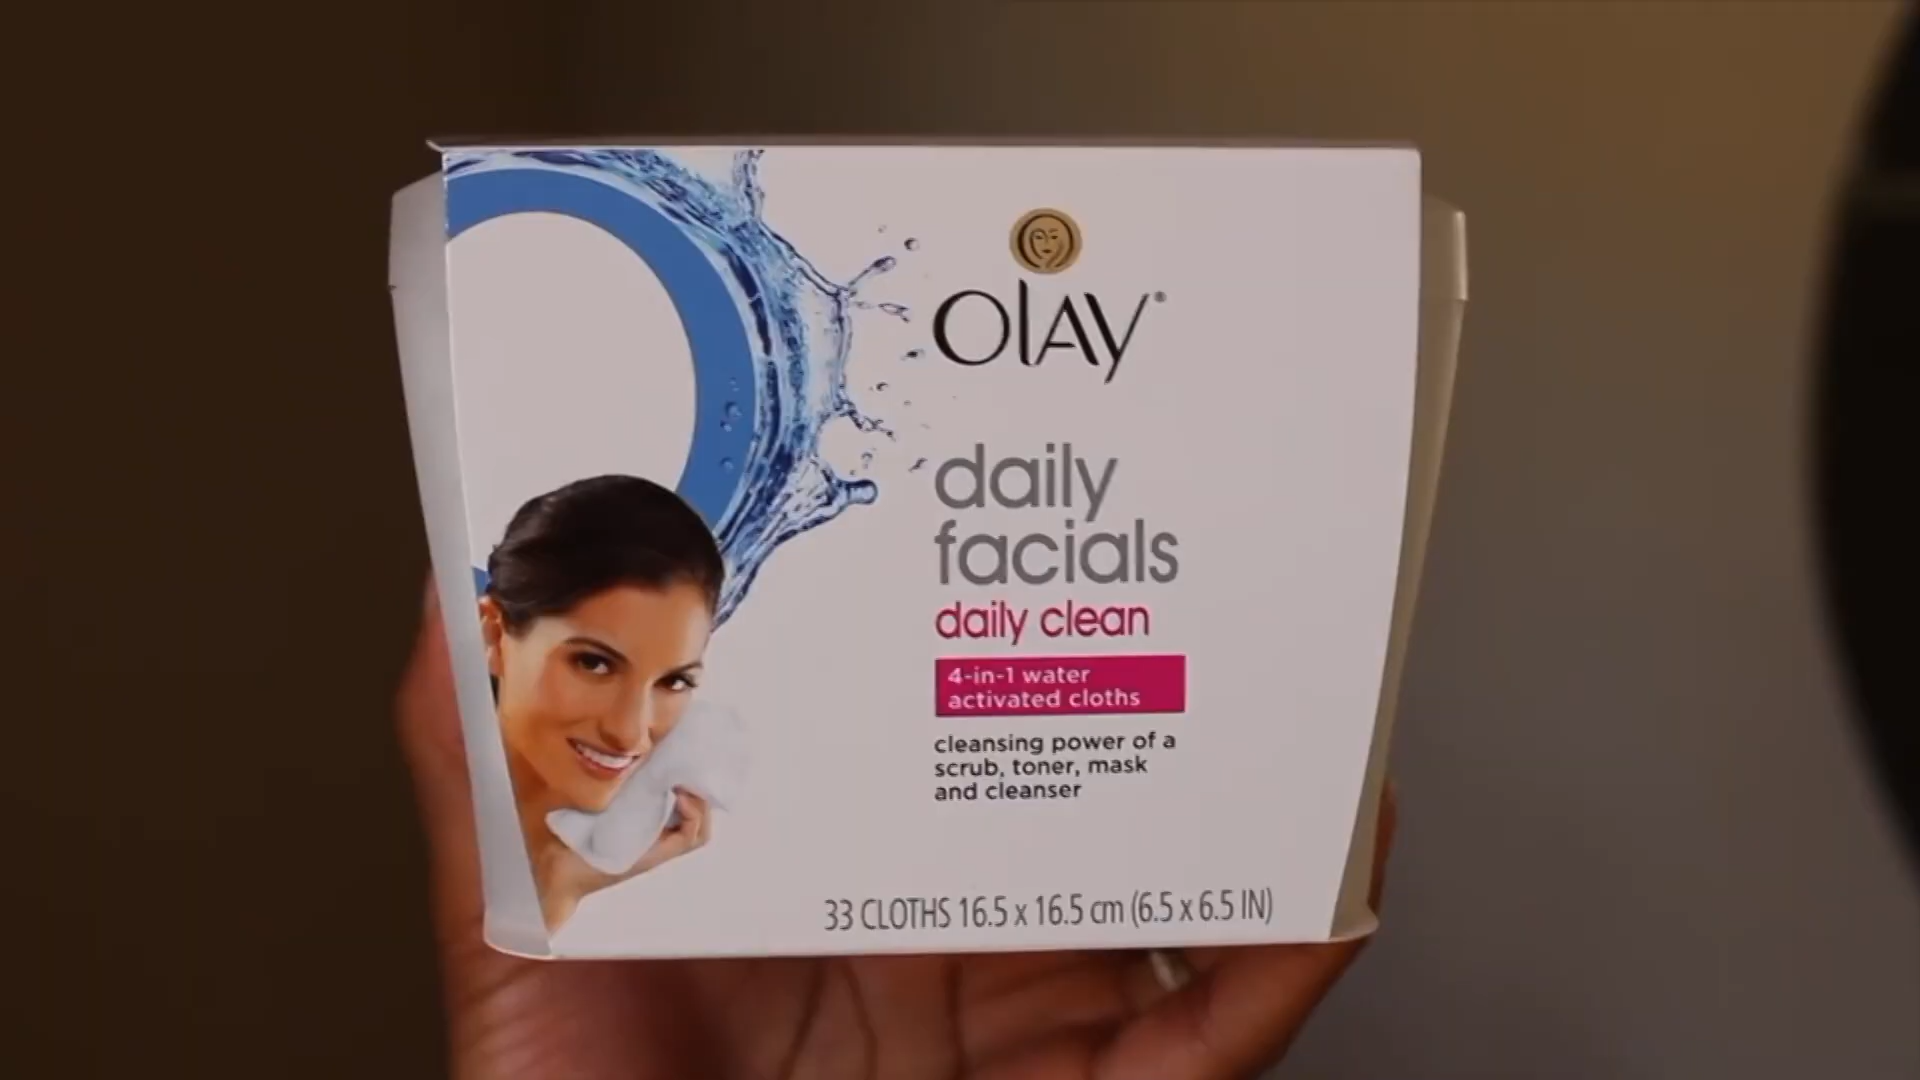 OLAY®
daily
facials
daily clean
4-in-1 water
activated cloths
cleansing power of a
scrub, toner, mask
and cleanser
33 CLOTHS 16.5 x 16.5 cm (6.5 x 6.5 IN)